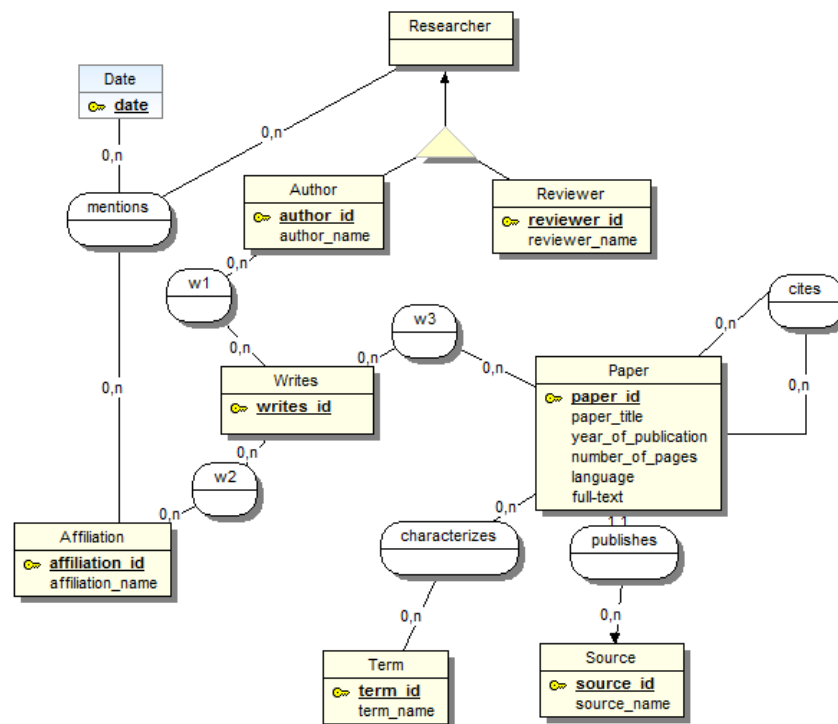 Researcher
Date
date
0,n
0,n
mentions
Author
author_id
author_name
Reviewer
reviewer_id
reviewer_name
0,n
w1
0,n
cites
w3
0,n
0,n
0,n
0,n
Writes
writes_id
0,n
0,n
Paper
paper_id
paper_title
year_of_publication
number_of_pages
language
full-text
0,n
w2
0,n
0,n
1,1
Affiliation
affiliation_id
affiliation_name
characterizes
publishes
0,n
0,n
Term
term_id
term_name
Source
source_id
source_name